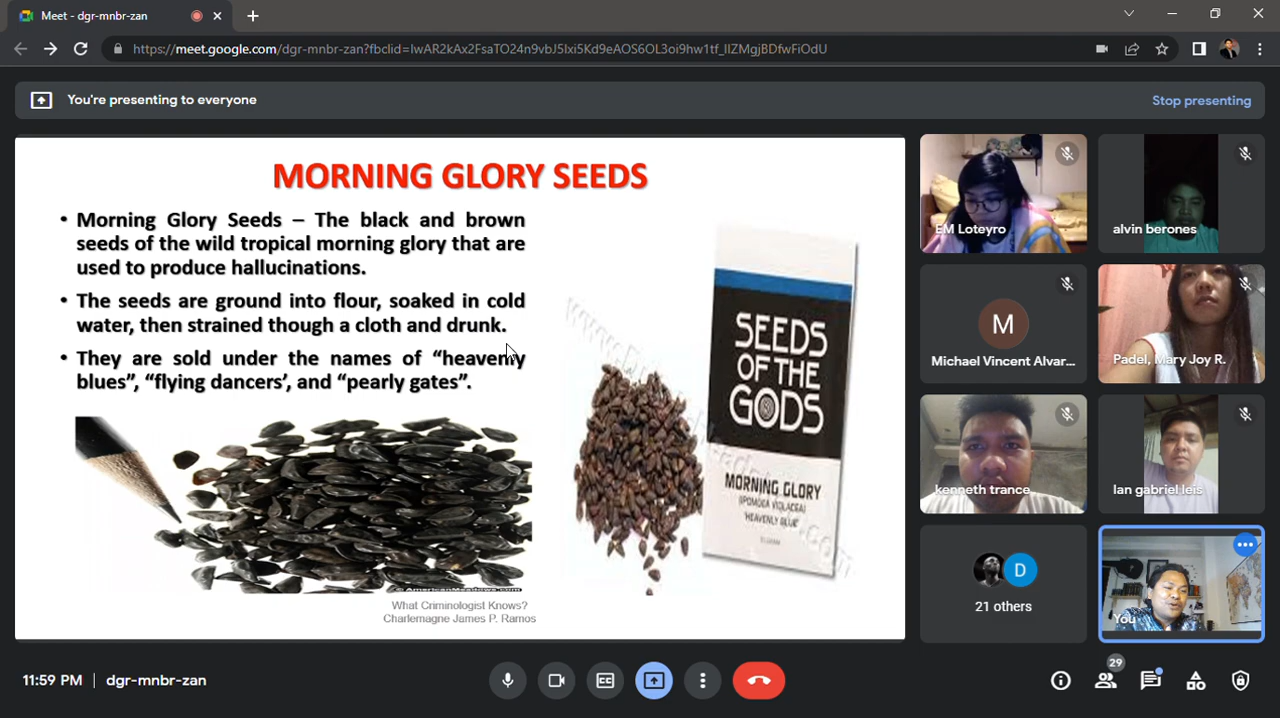 Meet - dgr-mnbr-zan
https://meet.google.com/dgr-mnbr-zan?fbclid=IwAR2kAx2FsaTO24n9vbJ5lxi5Kd9eAOS6OL3oi9hw1tf_lIZMgjBDfwFiOdU
You're presenting to everyone
Stop presenting
MORNING GLORY SEEDS
• Morning Glory Seeds – The black and brown
seeds of the wild tropical morning glory that are
used to produce hallucinations.
• The seeds are ground into flour, soaked in cold
water, then strained though a cloth and drunk.
• They are sold under the names of “heavenly
blues”, “flying dancers’, and “pearly gates”.
SEEDS
OF THE
GODS
MORNING GLORY
(IPOMOEA VIOLACEA)
'HEAVENLY BLUE'
© AmericanMeadows.com
What Criminologist Knows?
Charlemagne James P. Ramos
EM Loteyro
alvin berones
M
Michael Vincent Alvar...
Padel, Mary Joy R.
kenneth trance
Ian gabriel leis
D
21 others
You
11:59 PM | dgr-mnbr-zan
29